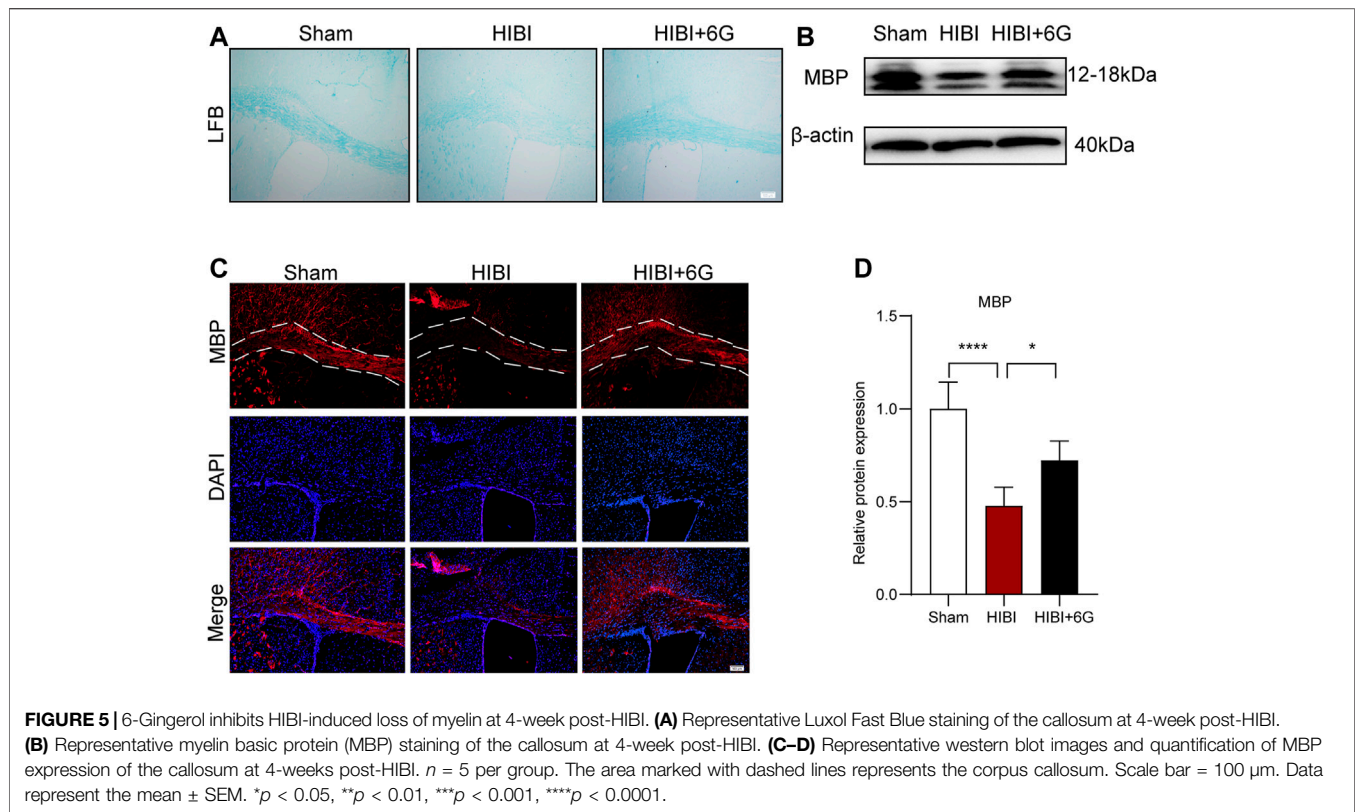 A
Sham
HIBI
HIBI+6G
LFB
B
Sham HIBI HIBI+6G
MBP
12-18kDa
β-actin
40kDa
C
Sham
HIBI
HIBI+6G
MBP
DAPI
Merge
D
MBP
Relative protein expression
1.5
1.0
0.5
0.0
****
*
Sham
HIBI
HIBI+6G
FIGURE 5 | 6-Gingerol inhibits HIBI-induced loss of myelin at 4-week post-HIBI. (A) Representative Luxol Fast Blue staining of the callosum at 4-week post-HIBI.
(B) Representative myelin basic protein (MBP) staining of the callosum at 4-week post-HIBI. (C–D) Representative western blot images and quantification of MBP
expression of the callosum at 4-weeks post-HIBI. n = 5 per group. The area marked with dashed lines represents the corpus callosum. Scale bar = 100 μm. Data
represent the mean ± SEM. *p < 0.05, **p < 0.01, ***p < 0.001, ****p < 0.0001.